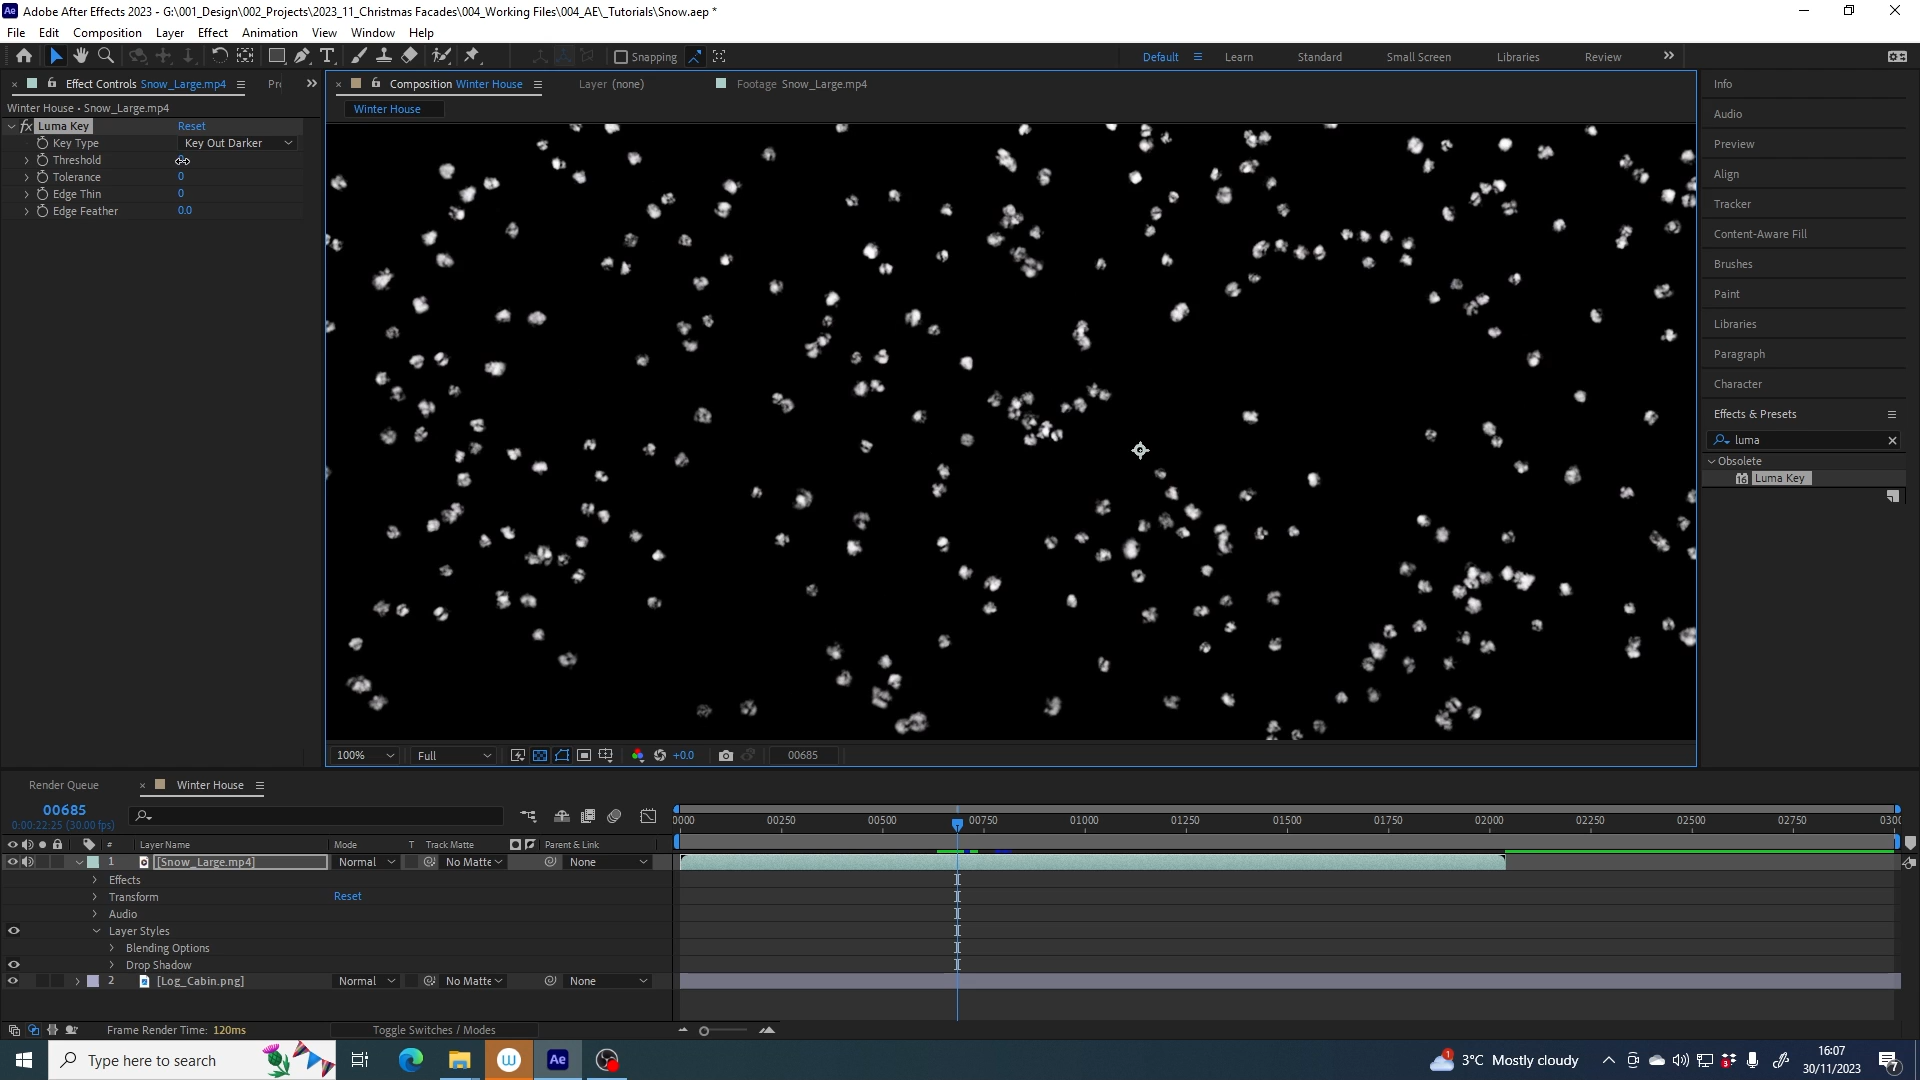 Adobe After Effects 2023 - G:\001_Design\002_Projects\2023_11_Christmas Facades\004_Working Files\004_AE\_Tutorials\Snow.aep *
File Edit Composition Layer Effect Animation View Window Help
Snapping Default Learn Standard Small Screen Libraries Review
Effect Controls Snow_Large.mp4 Composition Winter House Layer (none) Footage Snow_Large.mp4 Info
Winter House • Snow_Large.mp4 Winter House
Luma Key Reset Audio
Key Type Key Out Darker Preview
Threshold
Tolerance 0 Align
Edge Thin 0 Tracker
Edge Feather 0.0
Content-Aware Fill
Brushes
Paint
Libraries
Paragraph
Character
Effects & Presets
luma
Obsolete
Luma Key
100% Full +0.0 00685
Render Queue Winter House
00685
0:00:22:25 (30.00 fps)
0000 00250 00500 00750 01000 01250 01500 01750 02000 02250 02500 02750 0300
# Layer Name Mode T Track Matte Parent & Link
1 [Snow_Large.mp4] Normal No Matte None
Effects
Transform Reset
Audio
Layer Styles
Blending Options
Drop Shadow
2 [Log_Cabin.png] Normal No Matte None
Frame Render Time: 120ms Toggle Switches / Modes
Type here to search 3°C Mostly cloudy 16:07
30/11/2023